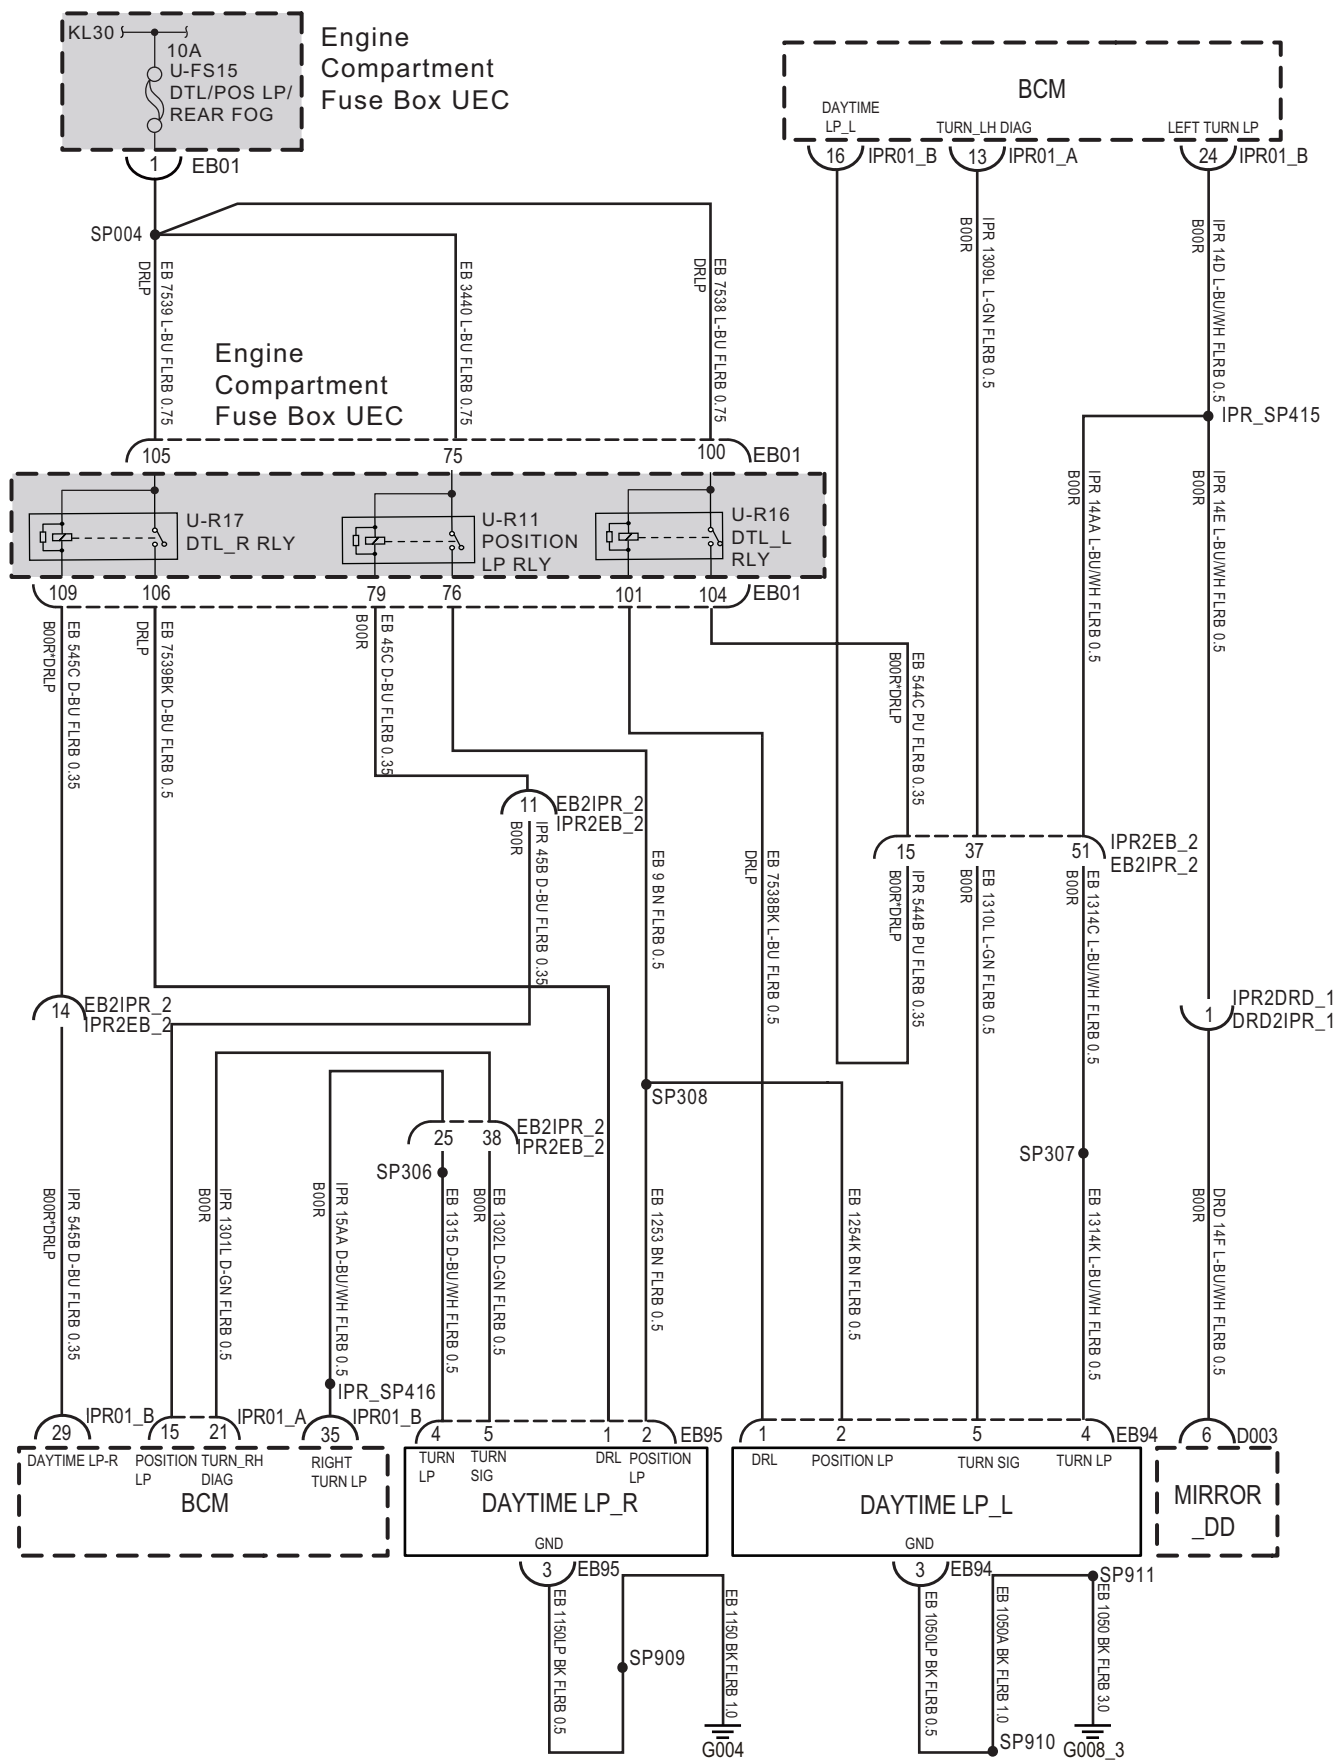 KL30
10A
U-FS15
DTL/POS LP/
REAR FOG
Engine
Compartment
Fuse Box UEC
1
EB01
BCM
DAYTIME
LP_L
TURN_LH DIAG
LEFT TURN LP
16
IPR01_B
13
IPR01_A
24
IPR01_B
SP004
EB 7539 L-BU FLRB 0.75
DRLP
EB 3440 L-BU FLRB 0.75
EB 7538 L-BU FLRB 0.75
DRLP
IPR 1309L L-GN FLRB 0.5
B00R
IPR 14D L-BU/WH FLRB 0.5
B00R
IPR_SP415
Engine
Compartment
Fuse Box UEC
105
75
100
EB01
IPR 14AA L-BU/WH FLRB 0.5
B00R
IPR 14E L-BU/WH FLRB 0.5
B00R
U-R17
DTL_R RLY
U-R11
POSITION
LP RLY
U-R16
DTL_L
RLY
109
106
79
76
101
104
EB01
EB 545C D-BU FLRB 0.35
B00R*DRLP
EB 7539BK D-BU FLRB 0.5
DRLP
EB 45C D-BU FLRB 0.35
B00R
EB 544C PU FLRB 0.35
B00R*DRLP
11
EB2IPR_2
IPR2EB_2
IPR 45B D-BU FLRB 0.35
B00R
EB 9 BN FLRB 0.5
EB 7538BK L-BU FLRB 0.5
DRLP
15
37
51
IPR2EB_2
EB2IPR_2
IPR 544B PU FLRB 0.35
B00R*DRLP
EB 1310L L-GN FLRB 0.5
B00R
EB 1314C L-BU/WH FLRB 0.5
B00R
14
EB2IPR_2
IPR2EB_2
1
IPR2DRD_1
DRD2IPR_1
SP308
25
38
EB2IPR_2
IPR2EB_2
SP306
SP307
IPR 545B D-BU FLRB 0.35
B00R*DRLP
IPR 1301L D-GN FLRB 0.5
B00R
IPR 15AA D-BU/WH FLRB 0.5
B00R
EB 1315 D-BU/WH FLRB 0.5
EB 1302L D-GN FLRB 0.5
B00R
EB 1253 BN FLRB 0.5
EB 1254K BN FLRB 0.5
EB 1314K L-BU/WH FLRB 0.5
DRD 14F L-BU/WH FLRB 0.5
B00R
IPR_SP416
29
IPR01_B
15
21
IPR01_A
35
IPR01_B
4
5
1
2
EB95
1
2
5
4
EB94
6
D003
DAYTIME LP-R
POSITION
LP
TURN_RH
DIAG
RIGHT
TURN LP
BCM
TURN
LP
TURN
SIG
DRL
POSITION
LP
DAYTIME LP_R
GND
DRL
POSITION LP
TURN SIG
TURN LP
DAYTIME LP_L
GND
MIRROR
_DD
3
EB95
3
EB94
SP911
EB 1150LP BK FLRB 0.5
SP909
EB 1150 BK FLRB 1.0
G004
EB 1050LP BK FLRB 0.5
EB 1050A BK FLRB 1.0
SP910
EB 1050 BK FLRB 3.0
G008_3